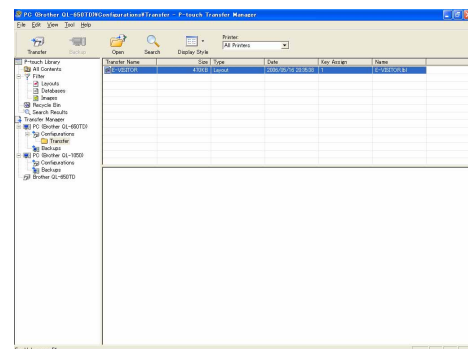 PC (Brother QL-650TD)¥Configurations¥Transfer - P-touch Transfer Manager
File Edit View Tool Help
Transfer Backup Open Search Display Style
Printer:
All Printers
P-touch Library
All Contents
Filter
Layouts
Databases
Images
Recycle Bin
Search Results
Transfer Manager
PC (Brother QL-650TD)
Configurations
Transfer
Backups
PC (Brother QL-1050)
Configurations
Backups
Brother QL-650TD
Transfer Name Size Type Date Key Assign Name
E-VISITOR Layout 1 E-VISITOR.lbl